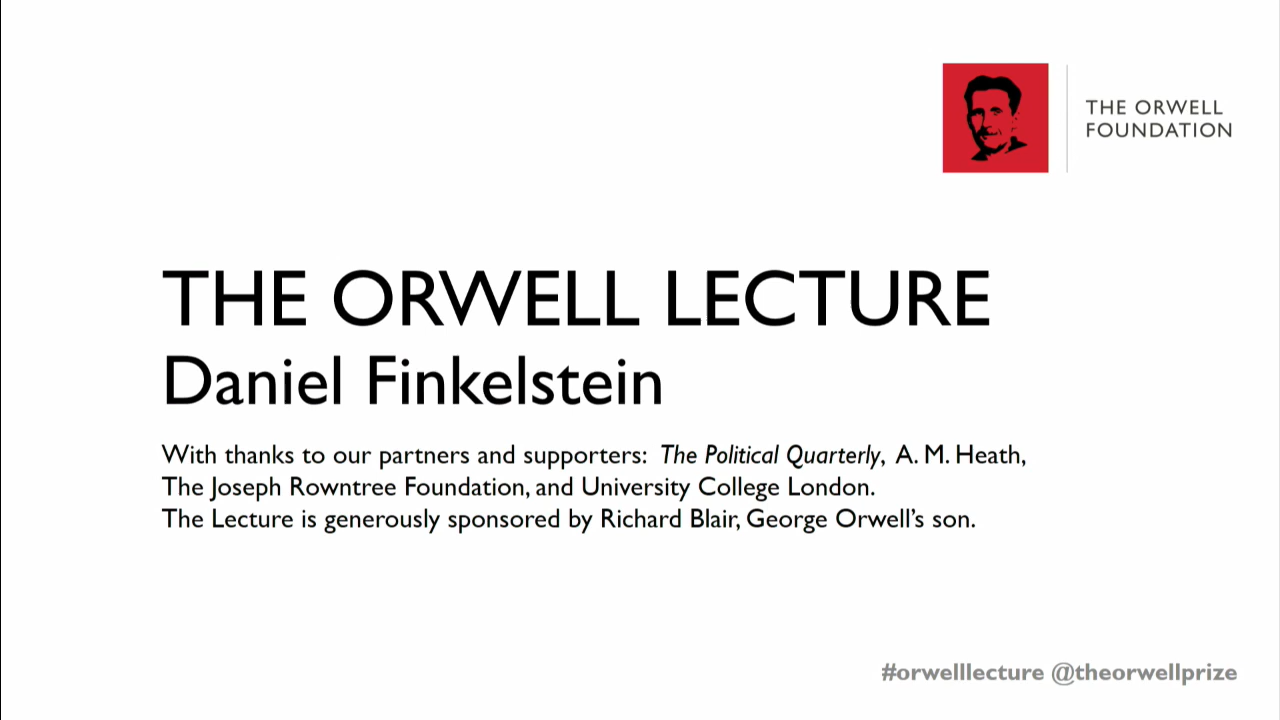 THE ORWELL
FOUNDATION
THE ORWELL LECTURE
Daniel Finkelstein
With thanks to our partners and supporters: The Political Quarterly, A. M. Heath,
The Joseph Rowntree Foundation, and University College London.
The Lecture is generously sponsored by Richard Blair, George Orwell’s son.
#orwelllecture @theorwellprize